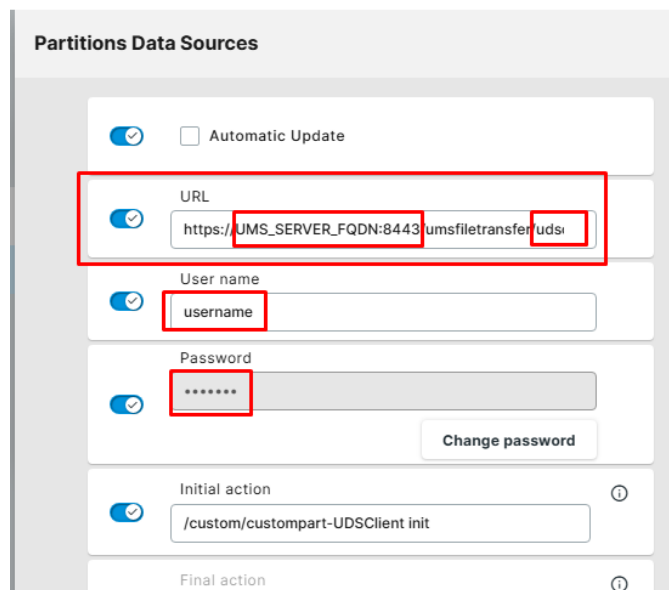 Partitions Data Sources
Automatic Update
URL
https://UMS_SERVER_FQDN:8443/umsfiletransfer/uds
User name
username
Password
•••••••
Change password
Initial action
/custom/custompart-UDSClient init
Final action